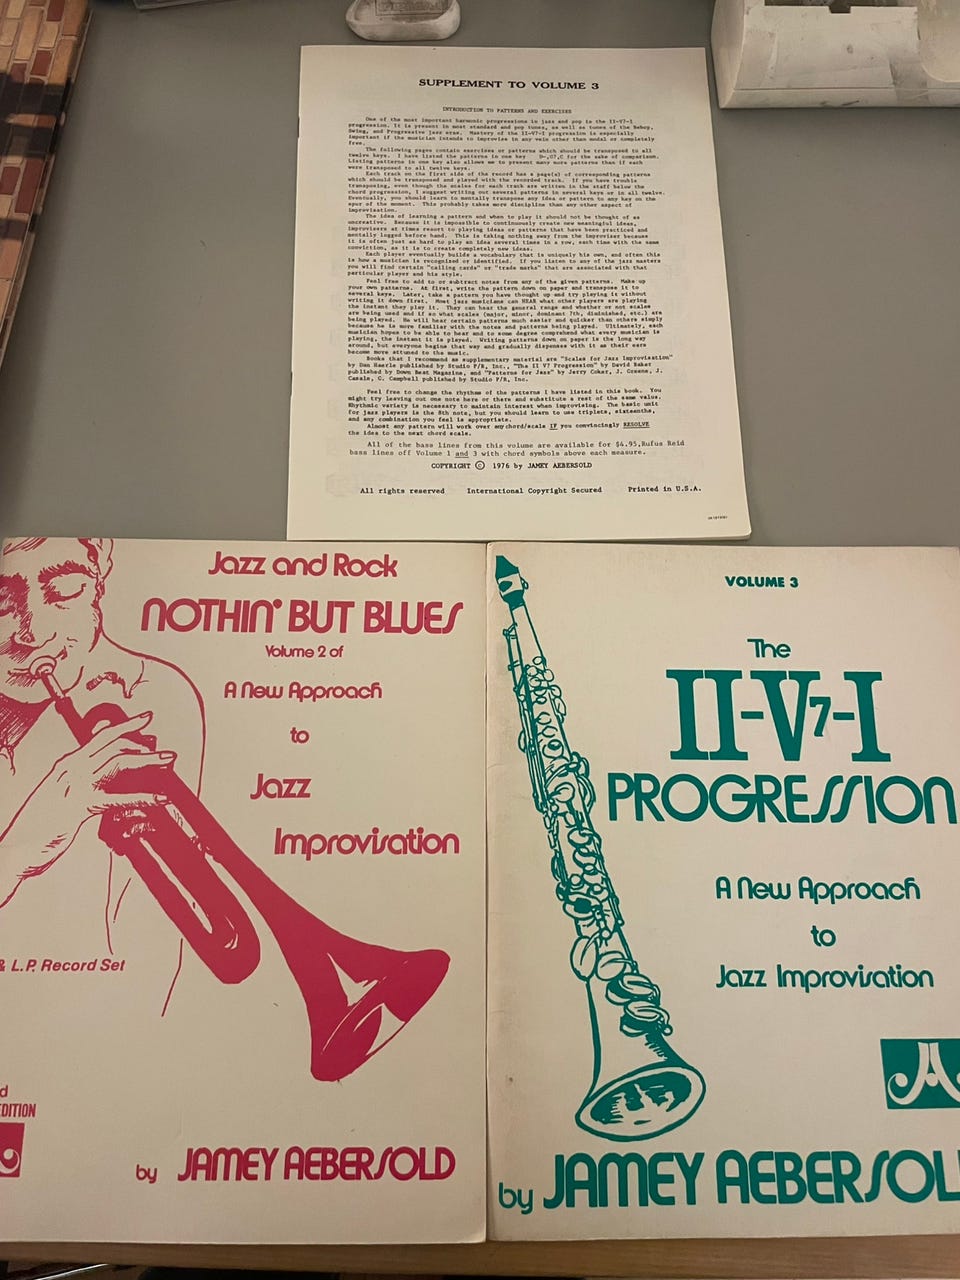 SUPPLEMENT TO VOLUME 3
INTRODUCTION TO PATTERNS AND EXERCISES
One of the most important harmonic progressions in jazz and pop is the II-V7-I
progression. It is present in most standard and pop tunes, as well as tunes of the Bebop,
Swing, and Progressive jazz eras. Mastery of the II-V7-I progression is especially
important if the musician intends to improvise in any vein other than modal or completely
free.
The following pages contain exercises or patterns which should be transposed to all
twelve keys. I have listed the patterns in one key D-,G7,C for the sake of comparison.
Listing patterns in one key also allows me to present many more patterns than if each
were transposed to all twelve keys.
Each track on the first side of the record has a page(s) of corresponding patterns
which should be transposed and played with the recorded track. If you have trouble
transposing, even though the scales for each track are written in the staff below the
chord progression, I suggest writing out several patterns in several keys or in all twelve.
Eventually, you should learn to mentally transpose any idea or pattern to any key on the
spur of the moment. This probably takes more discipline than any other aspect of
improvisation.
The idea of learning a pattern and when to play it should not be thought of as
uncreative. Because it is impossible to continuously create new meaningful ideas,
improvisers at times resort to playing ideas or patterns that have been practiced and
mentally logged before hand. This is taking nothing away from the improviser because
it is often just as hard to play an idea several times in a row, each time with the same
conviction, as it is to create completely new ideas.
Each player eventually builds a vocabulary that is uniquely his own, and often this
is how a musician is recognized or identified. If you listen to any of the jazz masters
you will find certain "calling cards" or "trade marks" that are associated with that
particular player and his style.
Feel free to add to or subtract notes from any of the given patterns. Make up
your own patterns. At first, write the pattern down on paper and transpose it to
several keys. Later, take a pattern you have thought up and try playing it without
writing it down first. Most jazz musicians can HEAR what other players are playing
the instant they play it. They can hear the general range and whether or not scales
are being used and if so what scales (major, minor, dominant 7th, diminished, etc.) are
being played. He will hear certain patterns much easier and quicker than others simply
because he is more familiar with the notes and patterns being played. Ultimately, each
musician hopes to be able to hear and to some degree comprehend what every musician is
playing, the instant it is played. Writing patterns down on paper is the long way
around, but everyone begins that way and gradually dispenses with it as their ears
become more attuned to the music.
Books that I recommend as supplementary material are "Scales for Jazz Improvisation"
by Dan Haerle published by Studio P/R, Inc., "The II V7 Progression" by David Baker
published by Down Beat Magazine, and "Patterns for Jazz" by Jerry Coker, J. Greene, J.
Casale, G. Campbell published by Studio P/R, Inc.
Feel free to change the rhythms of the patterns I have listed in this book. You
might try leaving out one note here or there and substitute a rest of the same value.
Rhythmic variety is necessary to maintain interest when improvising. The basic unit
for jazz players is the 8th note, but you should learn to use triplets, sixteenths,
and any combination you feel is appropriate.
Almost any pattern will work over anychord/scale IF you convincingly RESOLVE
the idea to the next chord scale.
All of the bass lines from this volume are available for $4.95, Rufus Reid
bass lines off Volume 1 and 3 with chord symbols above each measure.
COPYRIGHT © 1976 by JAMEY AEBERSOLD
All rights reserved International Copyright Secured Printed in U.S.A.
Jazz and Rock
NOTHIN' BUT BLUES
Volume 2 of
A New Approach
to
Jazz
Improvisation
& L.P. Record Set
EDITION
by JAMEY AEBERSOLD
VOLUME 3
The
II-V7-I
PROGRESSION
A New Approach
to
Jazz Improvisation
A
by JAMEY AEBERSOL